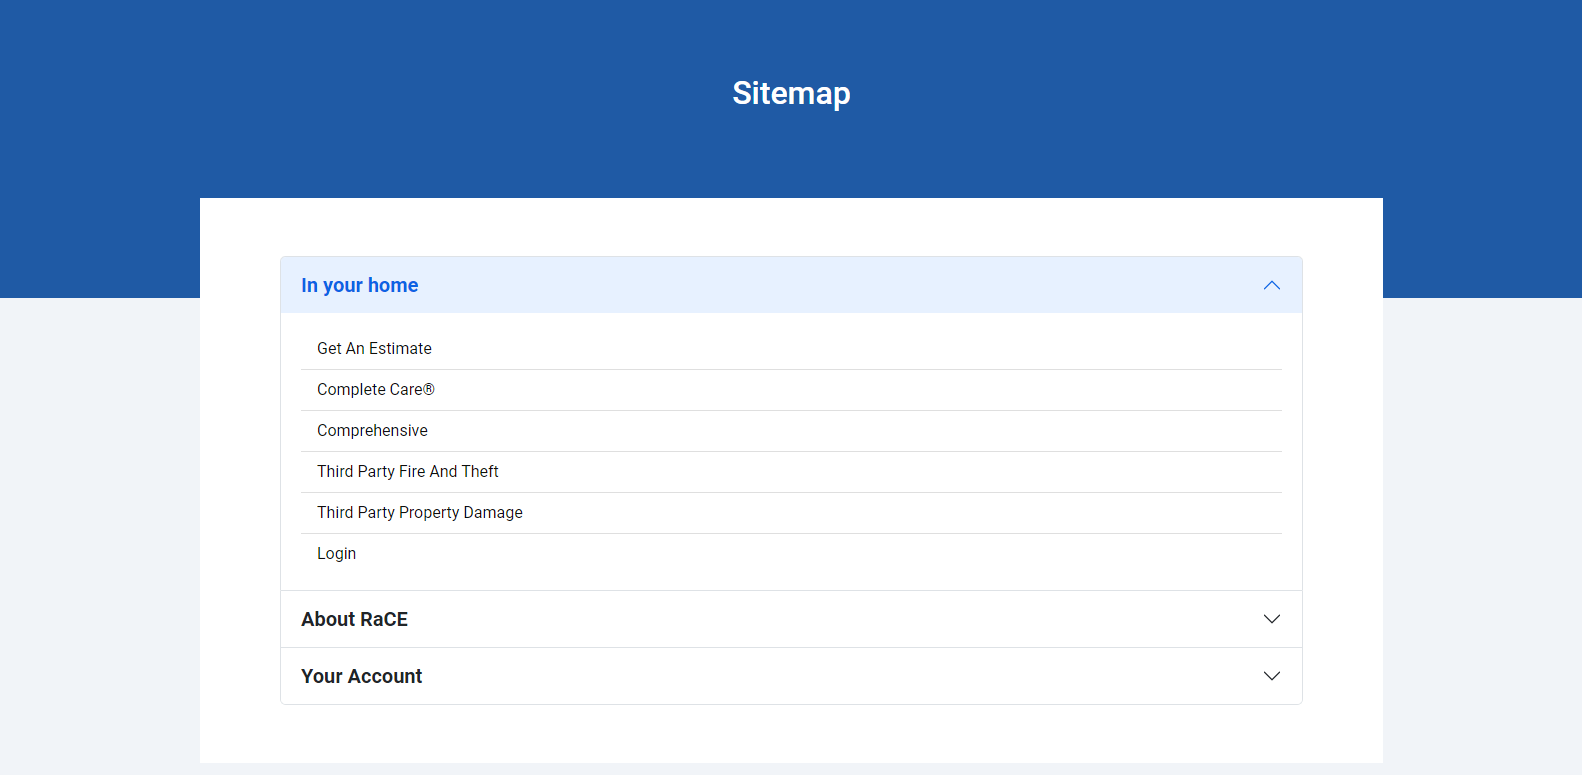 Sitemap
In your home
Get An Estimate
Complete Care®
Comprehensive
Third Party Fire And Theft
Third Party Property Damage
Login
About RaCE
Your Account